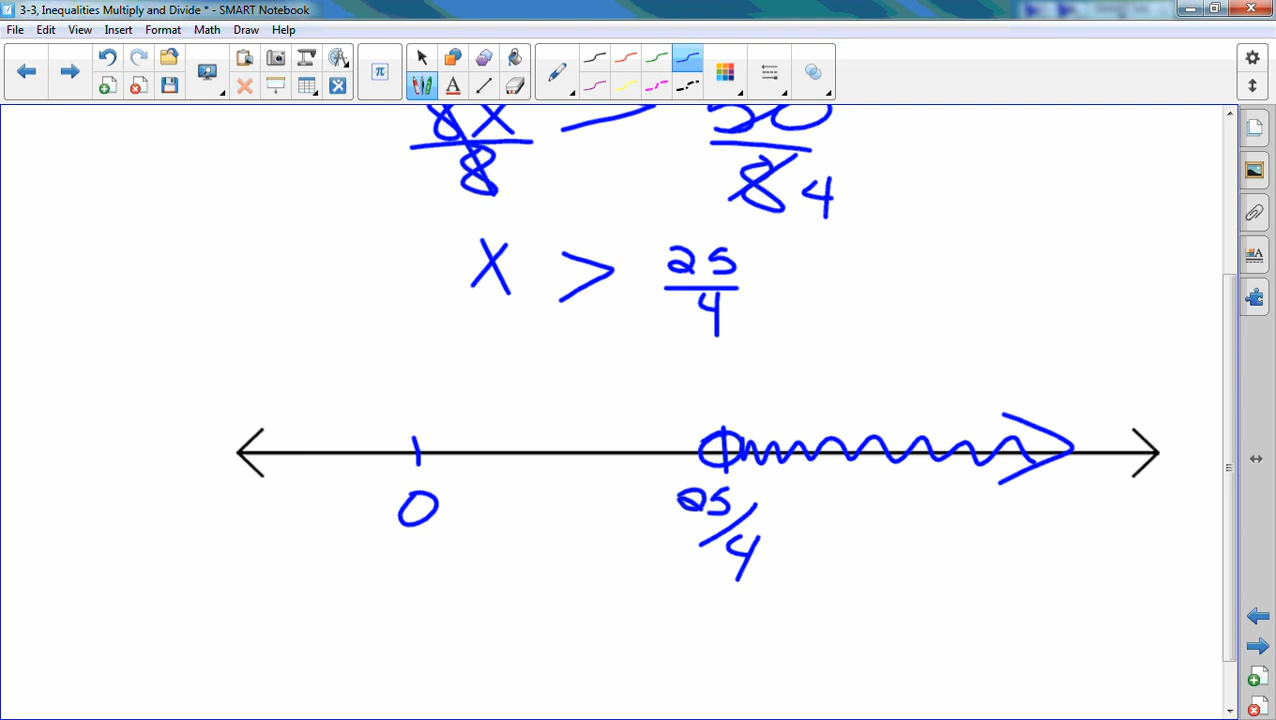 3-3, Inequalities Multiply and Divide * - SMART Notebook
File Edit View Insert Format Math Draw Help
π
A
8x 50
8 8 4
X > 25
4
0 25
/4